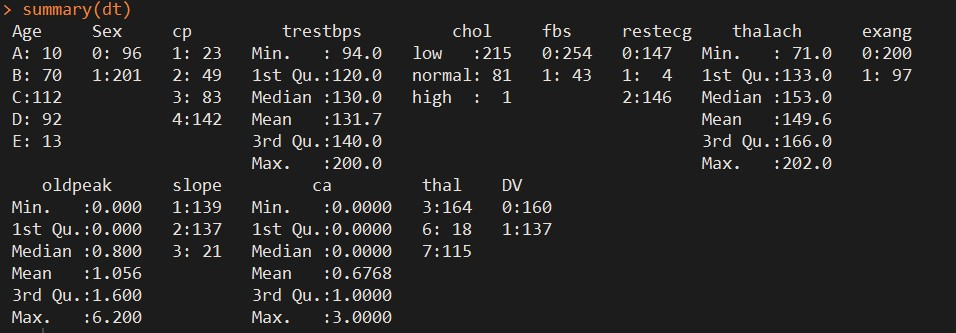 > summary(dt)
Age Sex cp trestbps chol fbs restecg thalach exang
A: 10 0: 96 1: 23 Min. : 94.0 low :215 0:254 0:147 Min. : 71.0 0:200
B: 70 1:201 2: 49 1st Qu.:120.0 normal: 81 1: 43 1: 4 1st Qu.:133.0 1: 97
C:112 3: 83 Median :130.0 high : 1 2:146 Median :153.0
D: 92 4:142 Mean :131.7 Mean :149.6
E: 13 3rd Qu.:140.0 3rd Qu.:166.0
Max. :200.0 Max. :202.0
oldpeak slope ca thal DV
Min. :0.000 1:139 Min. :0.0000 3:164 0:160
1st Qu.:0.000 2:137 1st Qu.:0.0000 6: 18 1:137
Median :0.800 3: 21 Median :0.0000 7:115
Mean :1.056 Mean :0.6768
3rd Qu.:1.600 3rd Qu.:1.0000
Max. :6.200 Max. :3.0000